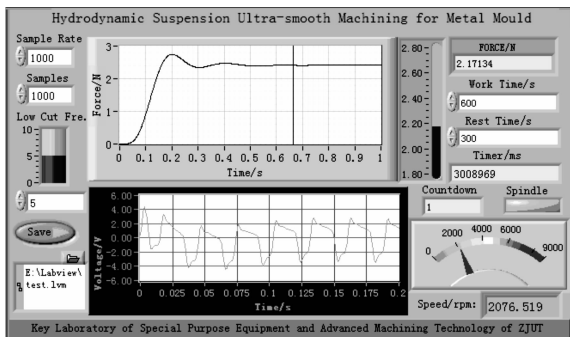 Hydrodynamic Suspension Ultra-smooth Machining for Metal Mould
Sample Rate
1000
Samples
1000
Low Cut Fre.
10
5
0
5
Save
E:\Labview\
test.lvm
Force/N
3
2
1
0
0 0.1 0.2 0.3 0.4 0.5 0.6 0.7 0.8 0.9 1
Time/s
2.80
2.60
2.40
2.20
2.00
1.80
FORCE/N
2.17134
Work Time/s
600
Rest Time/s
300
Timer/ms
3008969
Countdown
1
Spindle
Voltage/V
6.00
4.00
2.00
0.00
-2.00
-4.00
-6.00
0 0.025 0.05 0.075 0.1 0.125 0.15 0.175 0.2
Time/s
0 2000 4000 6000 9000
Speed/rpm: 2076.519
Key Laboratory of Special Purpose Equipment and Advanced Machining Technology of ZJUT